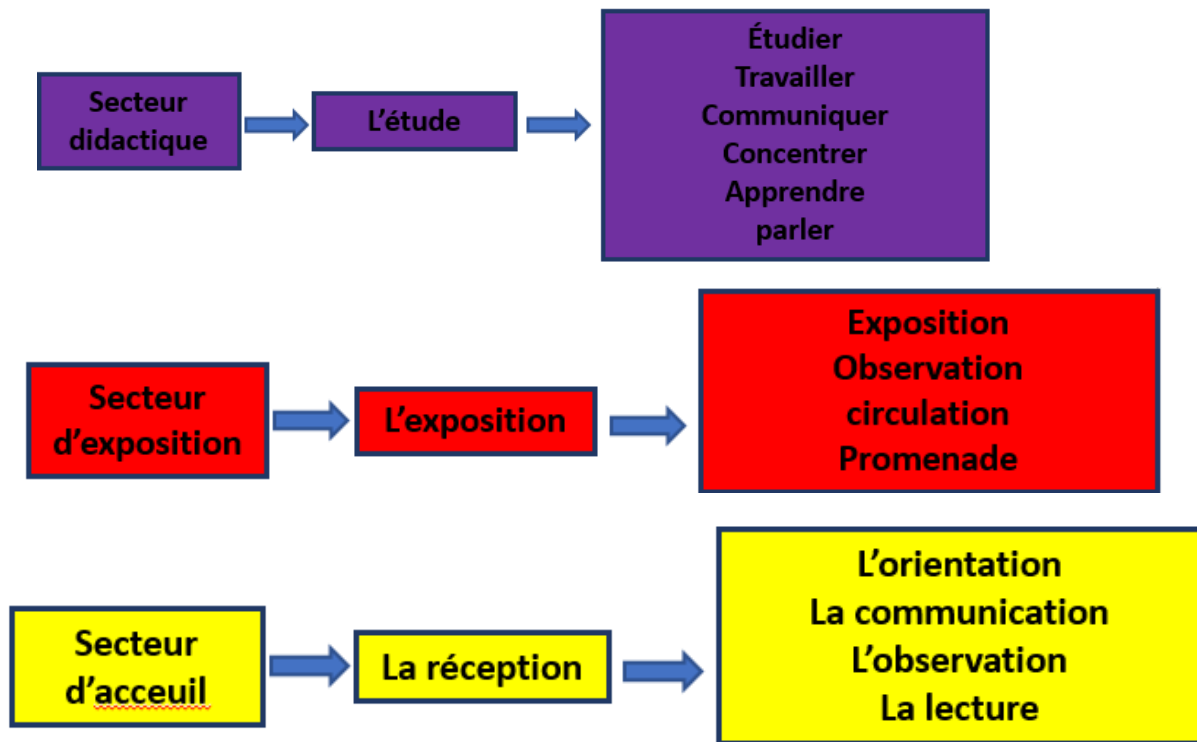 Secteur
didactique
L’étude
Étudier
Travailler
Communiquer
Concentrer
Apprendre
parler
Secteur
d’exposition
L’exposition
Exposition
Observation
circulation
Promenade
Secteur
d’acceuil
La réception
L’orientation
La communication
L’observation
La lecture